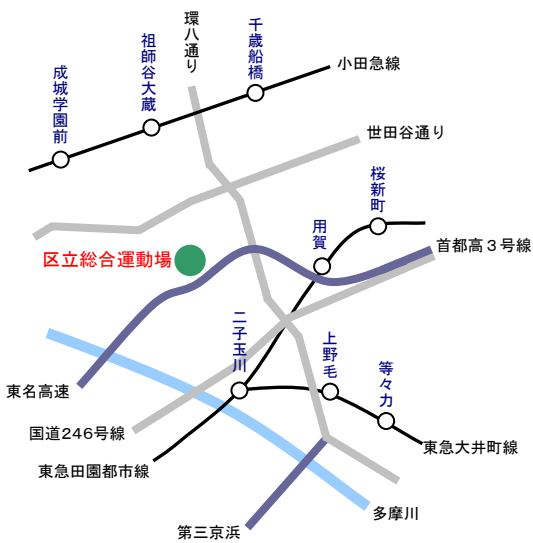 環八通り
千歳船橋
祖師谷大蔵
成城学園前
小田急線
世田谷通り
桜新町
用賀
首都高３号線
区立総合運動場
二子玉川
上野毛
等々力
東名高速
国道246号線
東急田園都市線
東急大井町線
多摩川
第三京浜